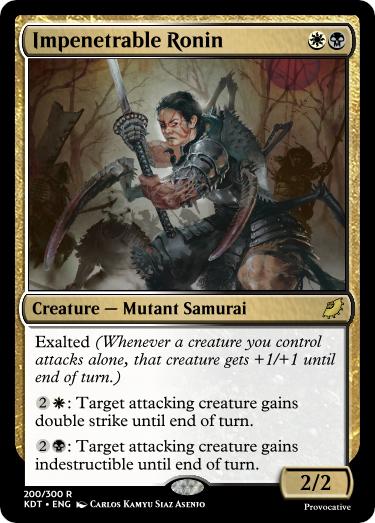 Impenetrable Ronin
Creature — Mutant Samurai
Exalted (Whenever a creature you control
attacks alone, that creature gets +1/+1 until
end of turn.)
2 : Target attacking creature gains
double strike until end of turn.
2 : Target attacking creature gains
indestructible until end of turn.
2/2
200/300 R
KDT • ENG Carlos Kamyu Siaz Asenjo
Provocative